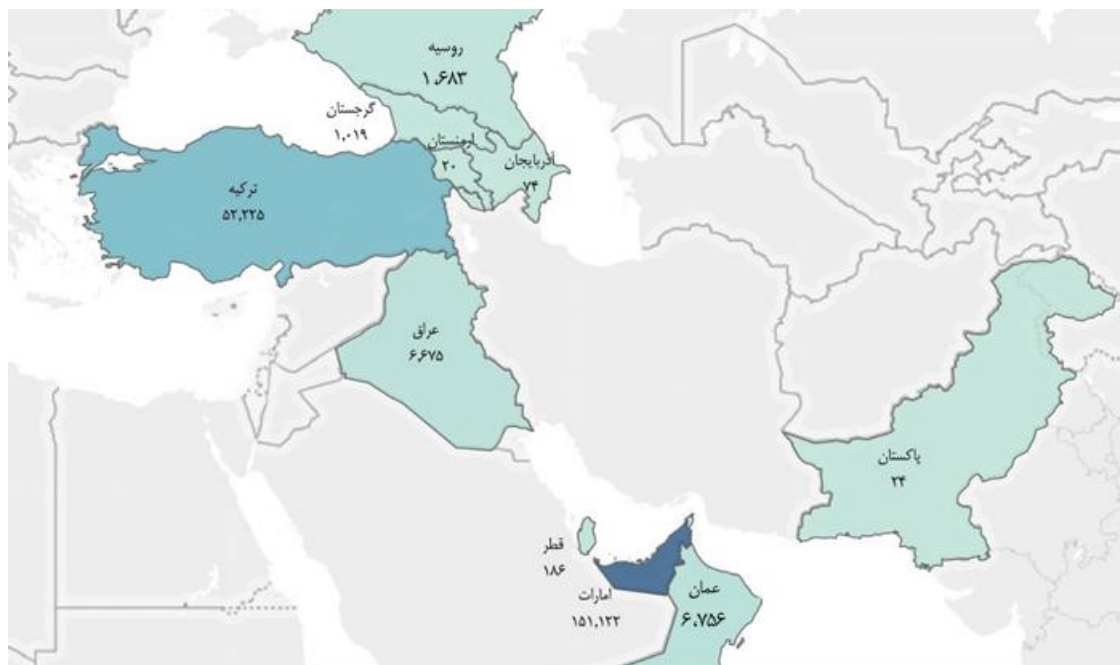 روسیه
۱,۶۸۳
گرجستان
۱,۰۱۹
ارمنستان
۲۰
آذربایجان
۷۴
ترکیه
۵۲,۲۲۵
عراق
۶,۶۷۵
پاکستان
۲۴
قطر
۱۸۶
امارات
۱۵۱,۱۲۲
عمان
۶,۷۵۶